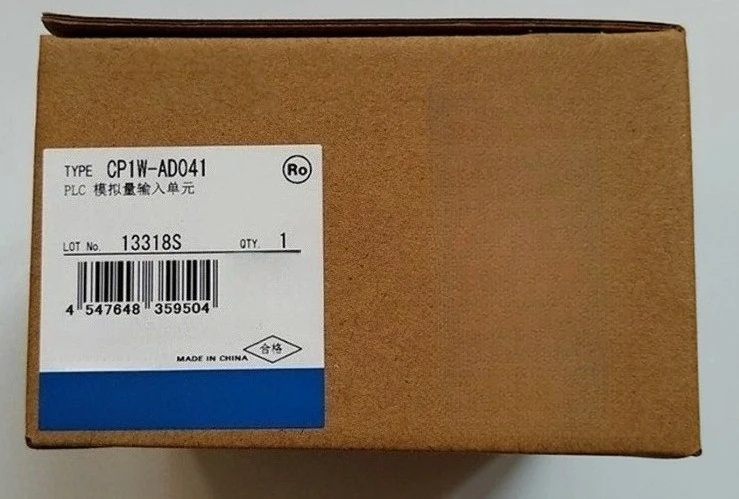 TYPE CP1W-AD041 Ro
PLC 模拟量输入单元
LOT No. 13318S QTY. 1
4 547648 359504
合格
MADE IN CHINA